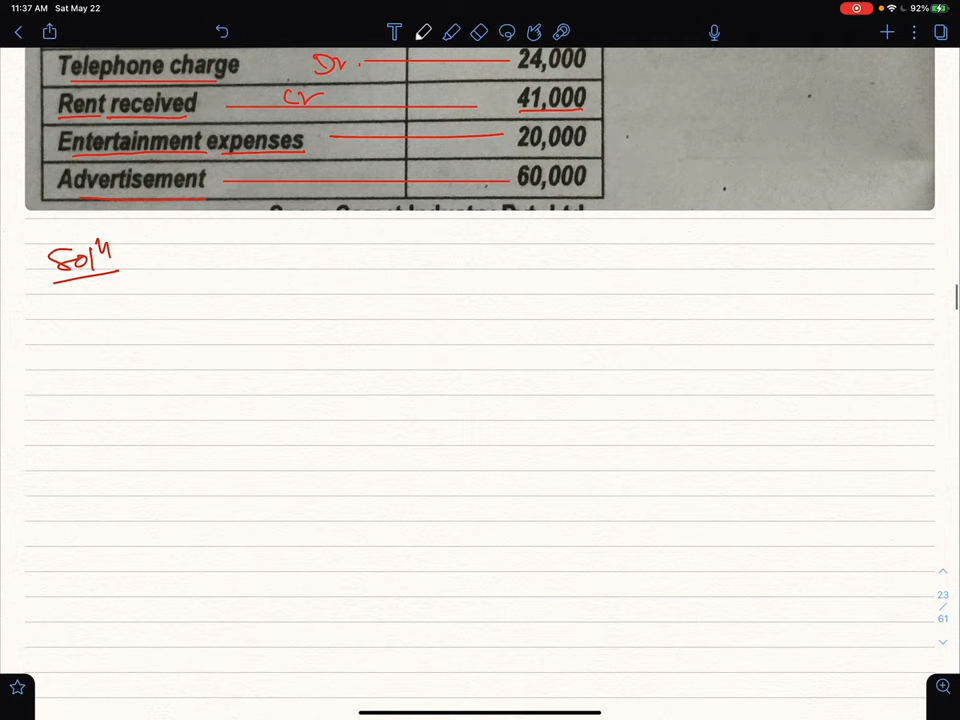 11:37 AM Sat May 22
92%
T
Telephone charge Dr. 24,000
Rent received Cr 41,000
Entertainment expenses 20,000
Advertisement 60,000
Solⁿ
23
/
61